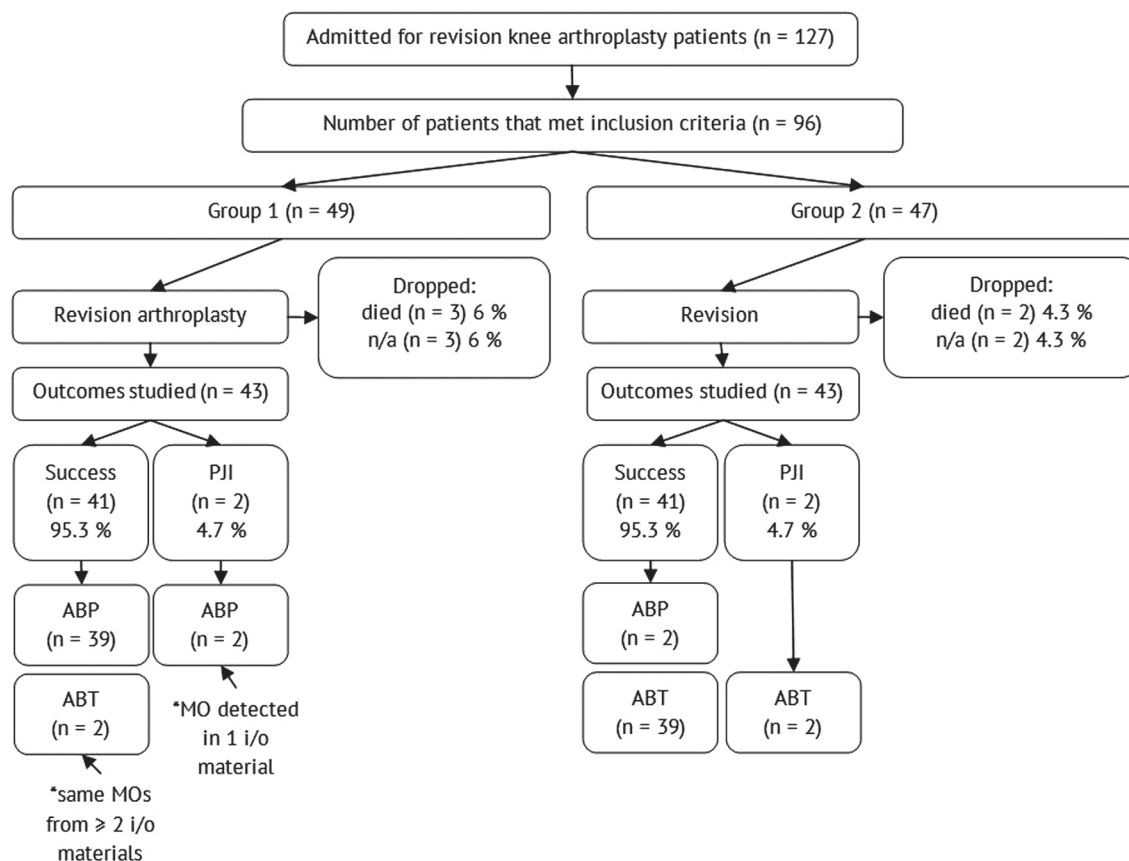 Admitted for revision knee arthroplasty patients (n = 127)
Number of patients that met inclusion criteria (n = 96)
Group 1 (n = 49)
Group 2 (n = 47)
Revision arthroplasty
Dropped:
died (n = 3) 6 %
n/a (n = 3) 6 %
Revision
Dropped:
died (n = 2) 4.3 %
n/a (n = 2) 4.3 %
Outcomes studied (n = 43)
Outcomes studied (n = 43)
Success
(n = 41)
95.3 %
PJI
(n = 2)
4.7 %
Success
(n = 41)
95.3 %
PJI
(n = 2)
4.7 %
ABP
(n = 39)
ABP
(n = 2)
ABP
(n = 2)
ABT
(n = 2)
*MO detected
in 1 i/o
material
ABT
(n = 39)
ABT
(n = 2)
*same MOs
from ⩾ 2 i/o
materials